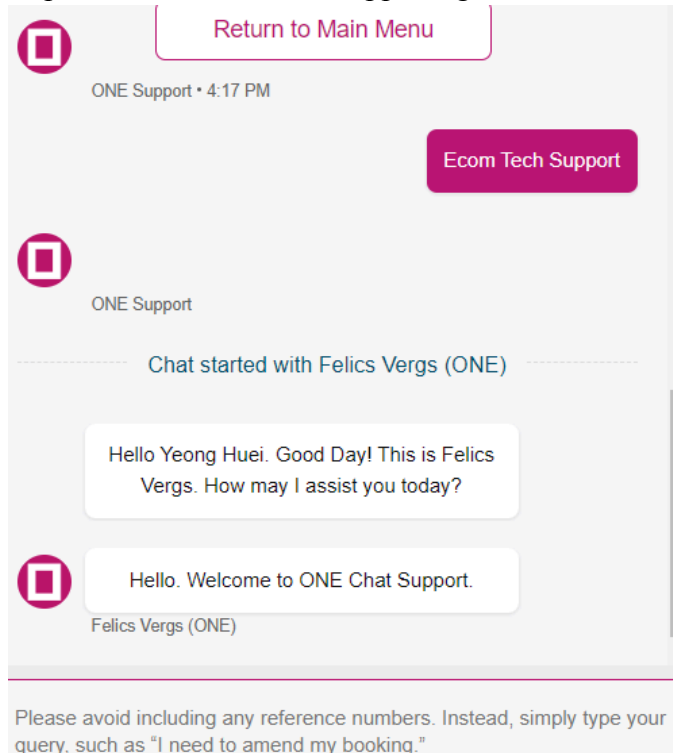 Return to Main Menu
ONE Support • 4:17 PM
Ecom Tech Support
ONE Support
Chat started with Felics Vergs (ONE)
Hello Yeong Huei. Good Day! This is Felics
Vergs. How may I assist you today?
Hello. Welcome to ONE Chat Support.
Felics Vergs (ONE)
Please avoid including any reference numbers. Instead, simply type your
query, such as “I need to amend my booking.”